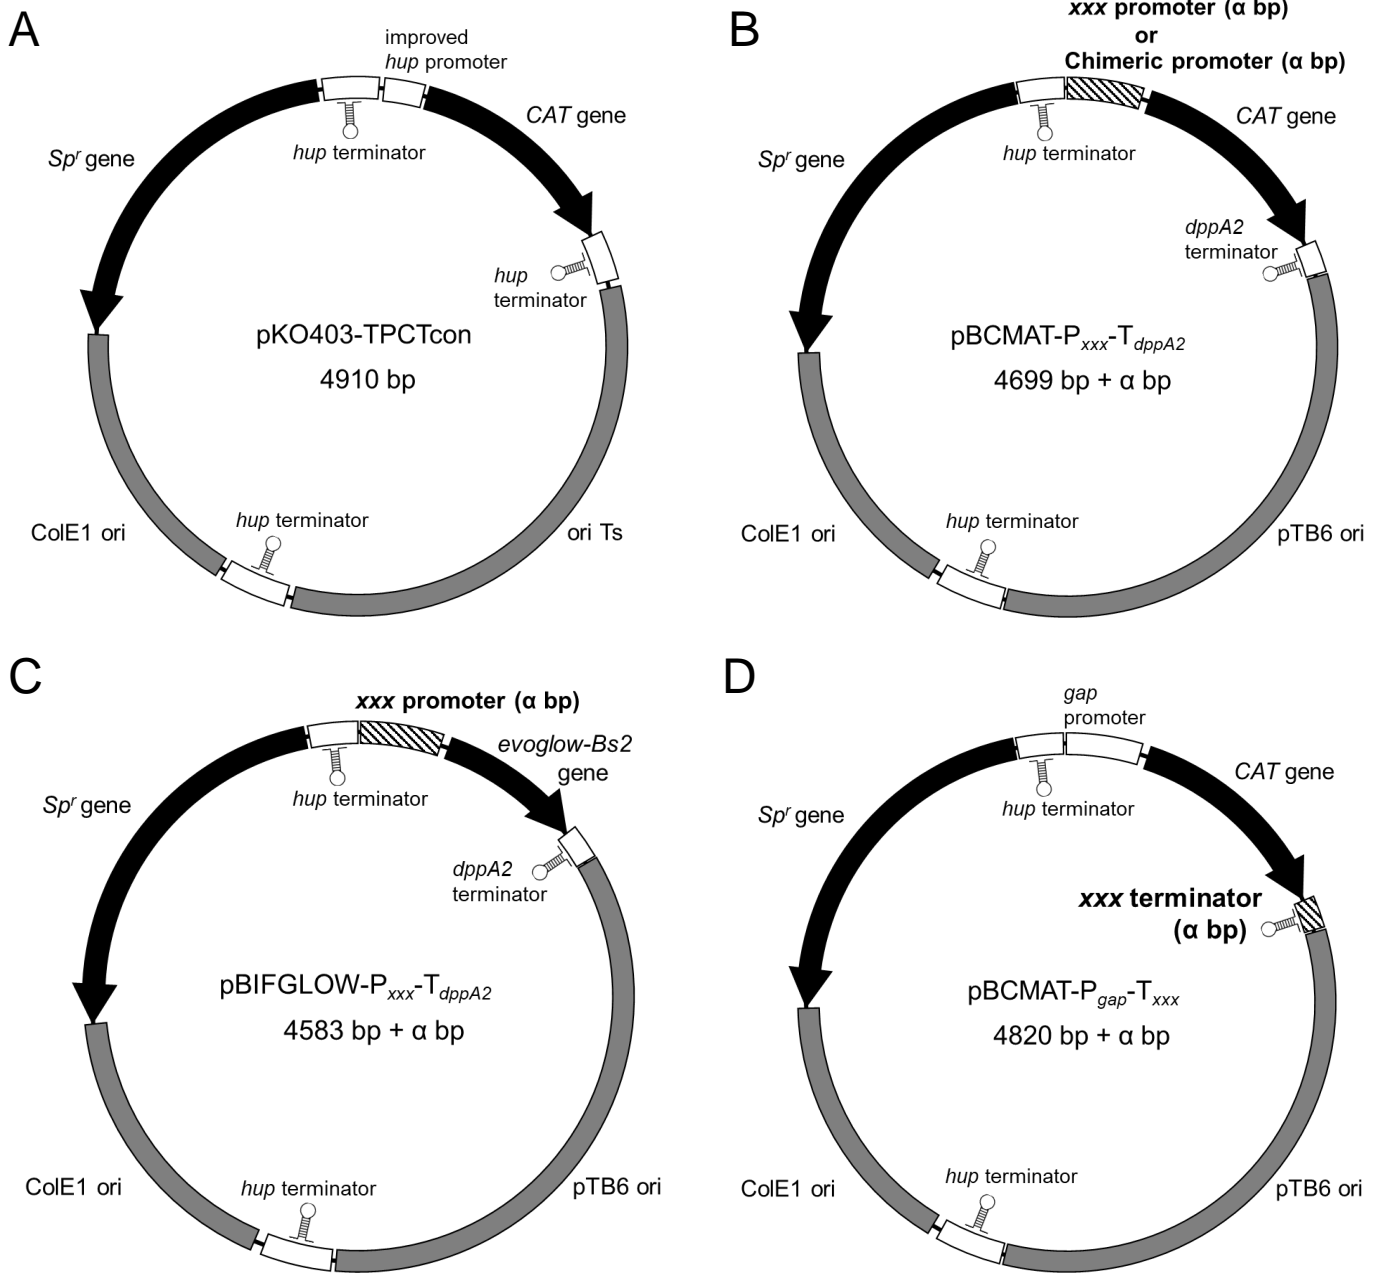 A
improved
hup promoter
CAT gene
Spʳ gene
hup terminator
hup
terminator
pKO403-TPCTcon
4910 bp
hup terminator
ColE1 ori
ori Ts
B
xxx promoter (α bp)
or
Chimeric promoter (α bp)
CAT gene
Spʳ gene
hup terminator
dppA2
terminator
pBCMAT-Pxxx-TdppA2
4699 bp + α bp
hup terminator
ColE1 ori
pTB6 ori
C
xxx promoter (α bp)
evoglow-Bs2
gene
Spʳ gene
hup terminator
dppA2
terminator
pBIFGLOW-Pxxx-TdppA2
4583 bp + α bp
ColE1 ori
hup terminator
pTB6 ori
D
gap
promoter
CAT gene
Spʳ gene
hup terminator
xxx terminator
(α bp)
pBCMAT-Pgap-Txxx
4820 bp + α bp
hup terminator
ColE1 ori
pTB6 ori